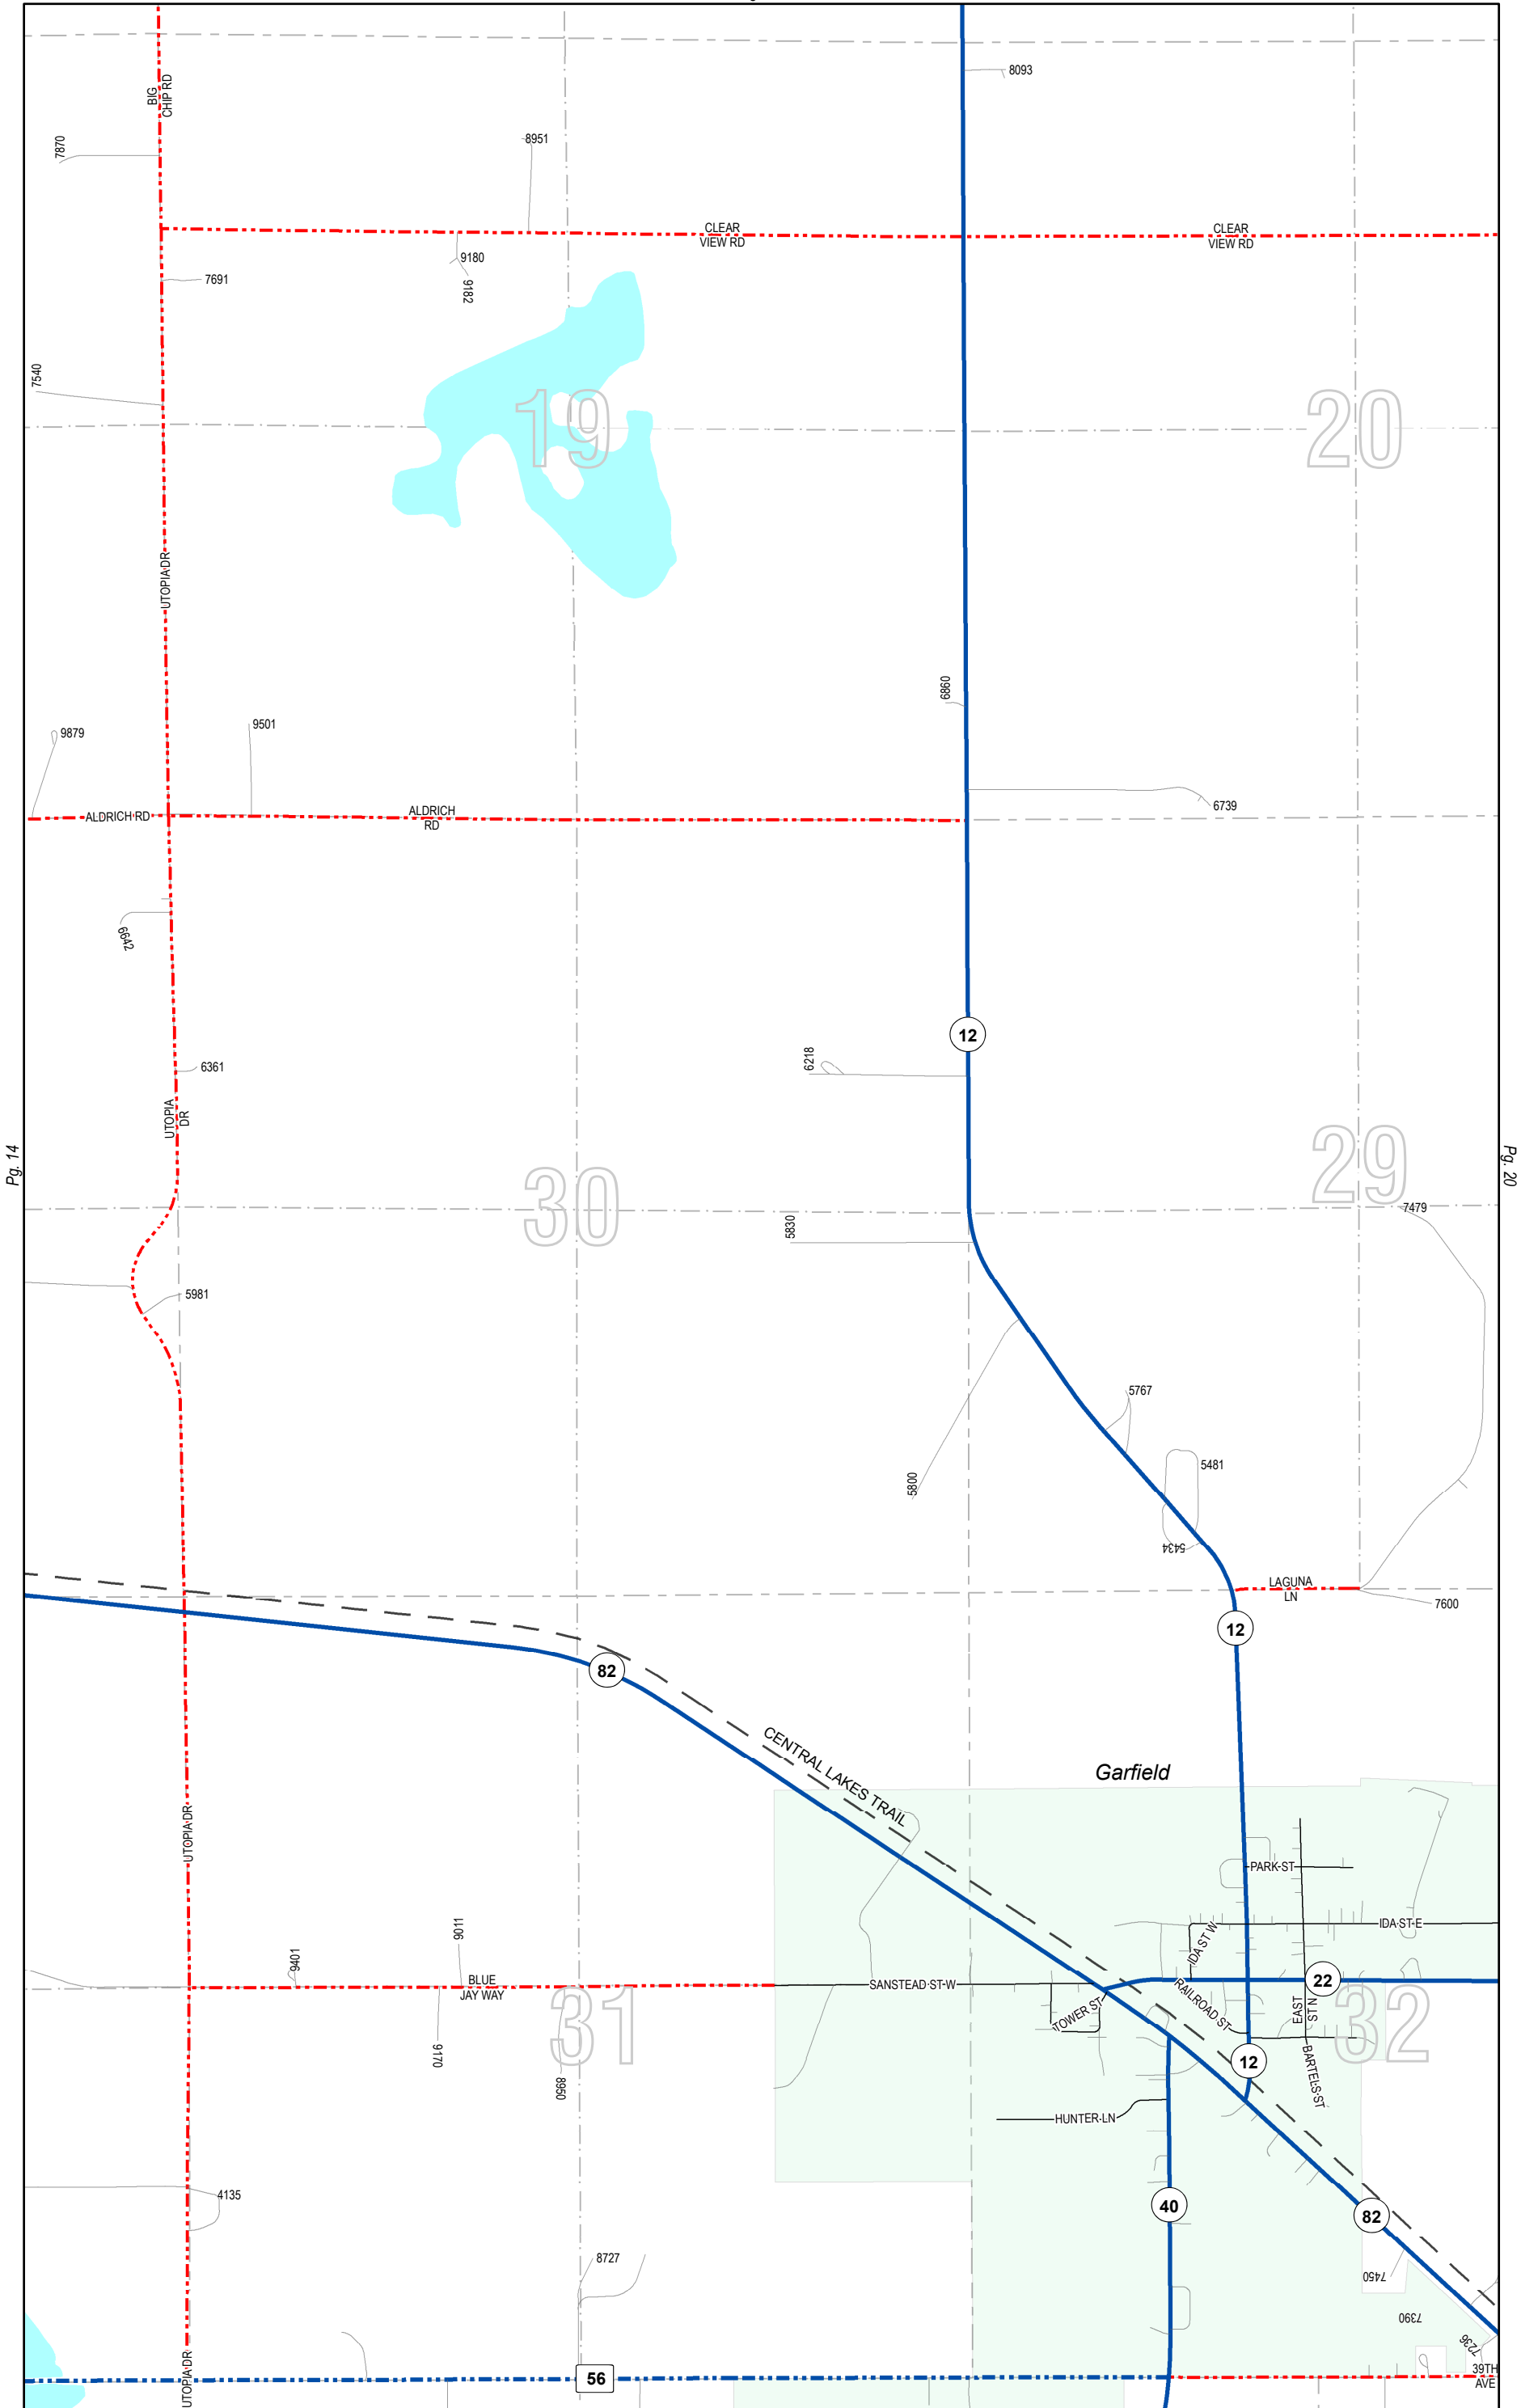 8093
BIG
CHIP RD
7870
8951
CLEAR
VIEW RD
CLEAR
VIEW RD
9180
9182
7691
7540
19
20
UTOPIA DR
6860
9879
9501
6739
ALDRICH RD
ALDRICH
RD
6642
12
6218
6361
UTOPIA
DR
Pg. 14
Pg. 20
29
30
7479
5830
5981
5767
5481
5800
5434
LAGUNA
LN
7600
12
82
CENTRAL LAKES TRAIL
Garfield
UTOPIA DR
PARK ST
IDA ST E
IDA ST W
9011
9401
BLUE
JAY WAY
SANSTEAD ST W
22
RAILROAD ST
TOWER ST
EAST
ST N
31
32
9170
8950
12
BARTELS ST
HUNTER LN
4135
40
82
8727
7450
7390
7236
UTOPIA DR
56
39TH
AVE